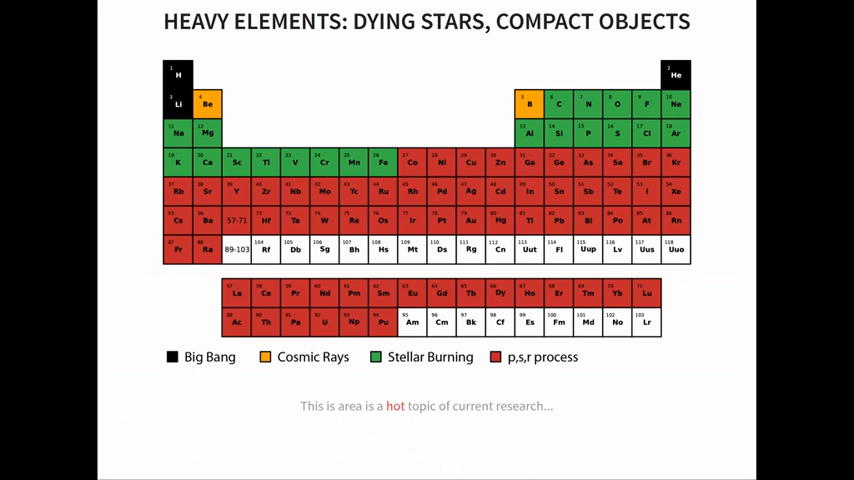 HEAVY ELEMENTS: DYING STARS, COMPACT OBJECTS
1 H 2 He
3 Li 4 Be 5 B 6 C 7 N 8 O 9 F 10 Ne
11 Na 12 Mg 13 Al 14 Si 15 P 16 S 17 Cl 18 Ar
19 K 20 Ca 21 Sc 22 Ti 23 V 24 Cr 25 Mn 26 Fe 27 Co 28 Ni 29 Cu 30 Zn 31 Ga 32 Ge 33 As 34 Se 35 Br 36 Kr
37 Rb 38 Sr 39 Y 40 Zr 41 Nb 42 Mo 43 Tc 44 Ru 45 Rh 46 Pd 47 Ag 48 Cd 49 In 50 Sn 51 Sb 52 Te 53 I 54 Xe
55 Cs 56 Ba 57-71 72 Hf 73 Ta 74 W 75 Re 76 Os 77 Ir 78 Pt 79 Au 80 Hg 81 Tl 82 Pb 83 Bi 84 Po 85 At 86 Rn
87 Fr 88 Ra 89-103 104 Rf 105 Db 106 Sg 107 Bh 108 Hs 109 Mt 110 Ds 111 Rg 112 Cn 113 Uut 114 Fl 115 Uup 116 Lv 117 Uus 118 Uuo
57 La 58 Ce 59 Pr 60 Nd 61 Pm 62 Sm 63 Eu 64 Gd 65 Tb 66 Dy 67 Ho 68 Er 69 Tm 70 Yb 71 Lu
89 Ac 90 Th 91 Pa 92 U 93 Np 94 Pu 95 Am 96 Cm 97 Bk 98 Cf 99 Es 100 Fm 101 Md 102 No 103 Lr
Big Bang Cosmic Rays Stellar Burning p,s,r process
This is area is a hot topic of current research...